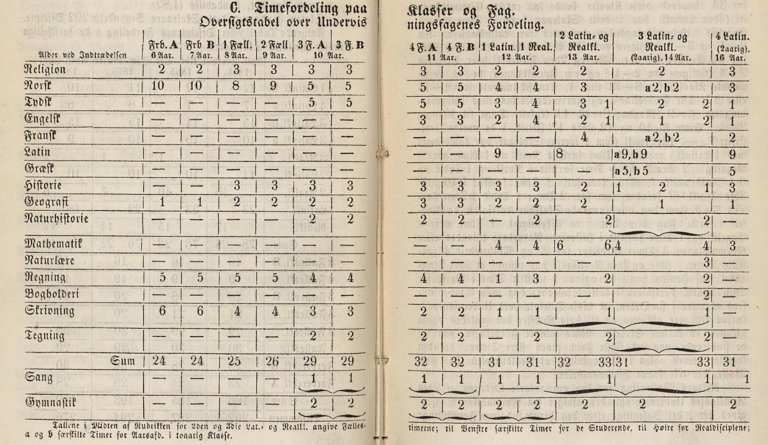 C. Timefordeling paa Klasser og Fag.
Oversigtstabel over Undervisningsfagenes Fordeling.
Frb. A Frb B 1 Fæll. 2 Fæll. 3 F. A 3 F. B 4 F. A 4 F. B 1 Latin. 1 Real. 2 Latin- og Realkl. 3 Latin- og Realkl. 4 Latin.
Alder ved Indtrædelsen 6 Aar. 7 Aar. 8 Aar. 9 Aar. 10 Aar. 11 Aar. 12 Aar. 13 Aar. (2aarig), 14 Aar. (2aarig) 16 Aar.
Religion 2 2 3 3 3 3 3 3 2 2 2 2 3
Norsk 10 10 8 9 5 5 5 5 4 4 3 a 2, b 2 3
Tydsk — — — — 5 5 5 5 3 4 3 1 2 2 1
Engelsk — — — — — — 3 3 2 4 2 1 1 2 1
Fransk — — — — — — — — — — 4 a 2, b 2 2
Latin — — — — — — — — 9 — 8 a 9, b 9 9
Græsk — — — — — — — — — — — a 5, b 5 5
Historie — — 3 3 3 3 3 3 3 3 2 1 2 1 3
Geografi 1 1 2 2 2 2 3 3 2 2 2 1 1
Naturhistorie — — — — 2 2 2 2 — 2 2 2 —
Mathematik — — — — — — — — 4 4 6 6 4 4 3
Naturlære — — — — — — — — — — — 3 —
Regning 5 5 5 5 4 4 4 4 1 3 2 2 —
Bogholderi — — — — — — — — — — — 2 —
Skrivning 6 6 4 4 3 3 2 2 1 1 1 1 —
Tegning — — — — 2 2 2 2 — 2 2 2 —
Sum 24 24 25 26 29 29 32 32 31 31 32 33 31 33 31
Sang — — — — 1 1 1 1 1 1 1 1 1
Gymnastik — — — — 2 2 2 2 2 2 2 2 2
Tallene i Midten af Rubrikken for 2den og 3die Lat.- og Realkl. angive Fællestimerne; til Venstre særskilte Timer for de Studerende, til Høire for Realdisciplene;
a og b særskilte Timer for Aarsafd. i toaarig Klasse.